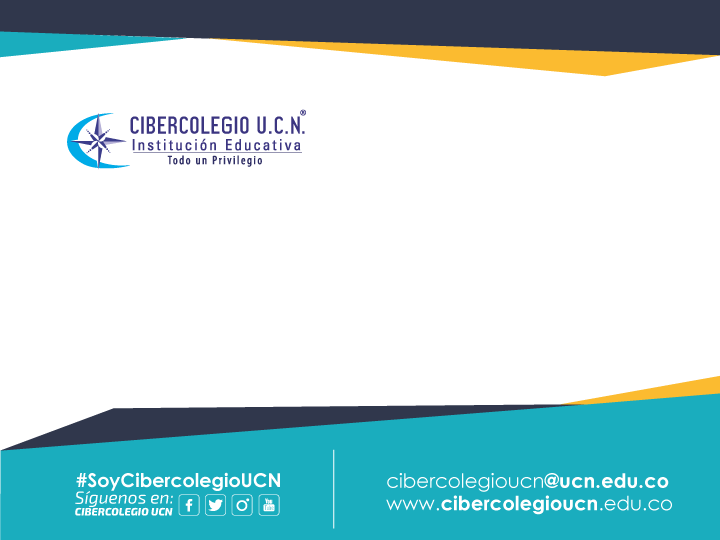 CIBERCOLEGIO U.C.N.®
Institución Educativa
Todo un Privilegio
#SoyCibercolegioUCN
Síguenos en:
CIBERCOLEGIO UCN
cibercolegioucn@ucn.edu.co
www.cibercolegioucn.edu.co